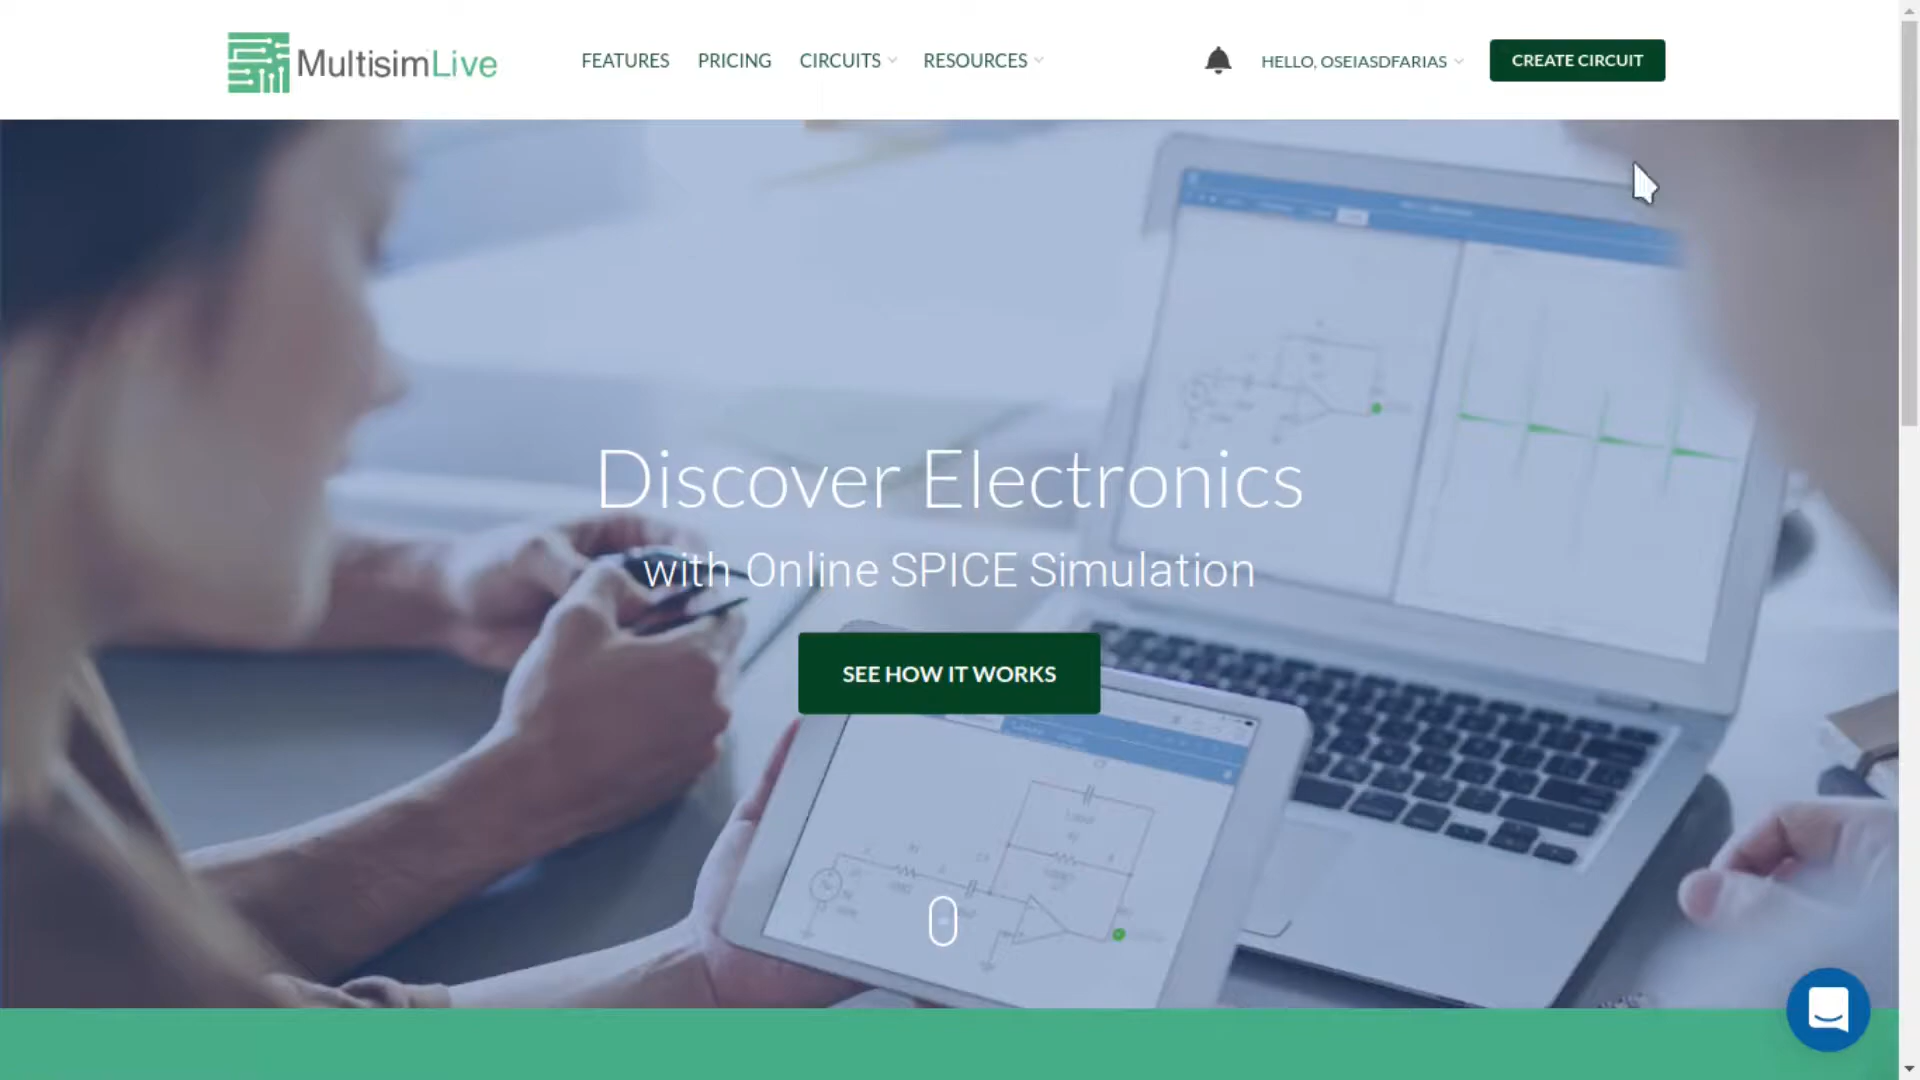 MultisimLive
FEATURES
PRICING
CIRCUITS
RESOURCES
HELLO, OSEIASDFARIAS
CREATE CIRCUIT
Discover Electronics
with Online SPICE Simulation
SEE HOW IT WORKS